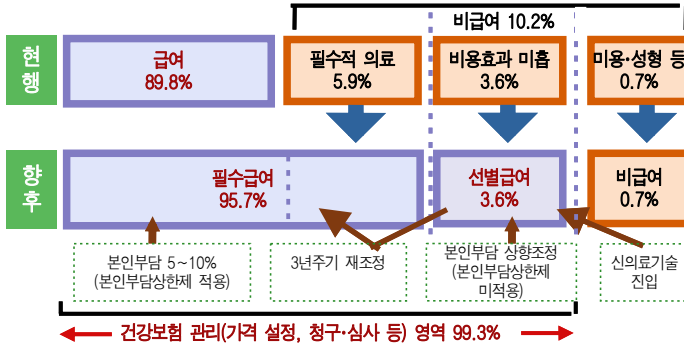 비급여 10.2%
현행
급여
89.8%
필수적 의료
5.9%
비용효과 미흡
3.6%
미용·성형 등
0.7%
향후
필수급여
95.7%
선별급여
3.6%
비급여
0.7%
본인부담 5~10%
(본인부담상한제 적용)
3년주기 재조정
본인부담 상향조정
(본인부담상한제
미적용)
신의료기술
진입
건강보험 관리(가격 설정, 청구·심사 등) 영역 99.3%